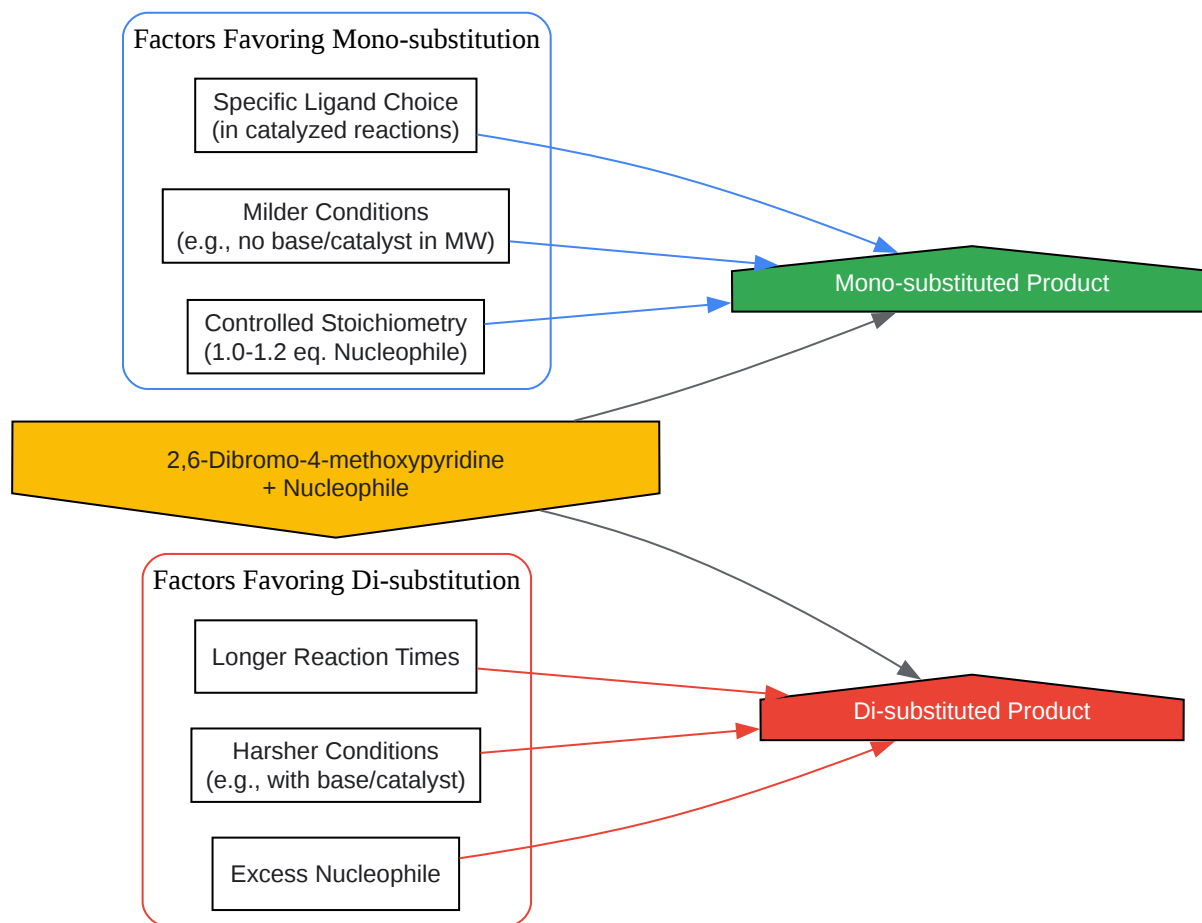 Factors Favoring Mono-substitution
Specific Ligand Choice
(in catalyzed reactions)
Milder Conditions
(e.g., no base/catalyst in MW)
Controlled Stoichiometry
(1.0-1.2 eq. Nucleophile)
Mono-substituted Product
2,6-Dibromo-4-methoxypyridine
+ Nucleophile
Factors Favoring Di-substitution
Longer Reaction Times
Harsher Conditions
(e.g., with base/catalyst)
Excess Nucleophile
Di-substituted Product